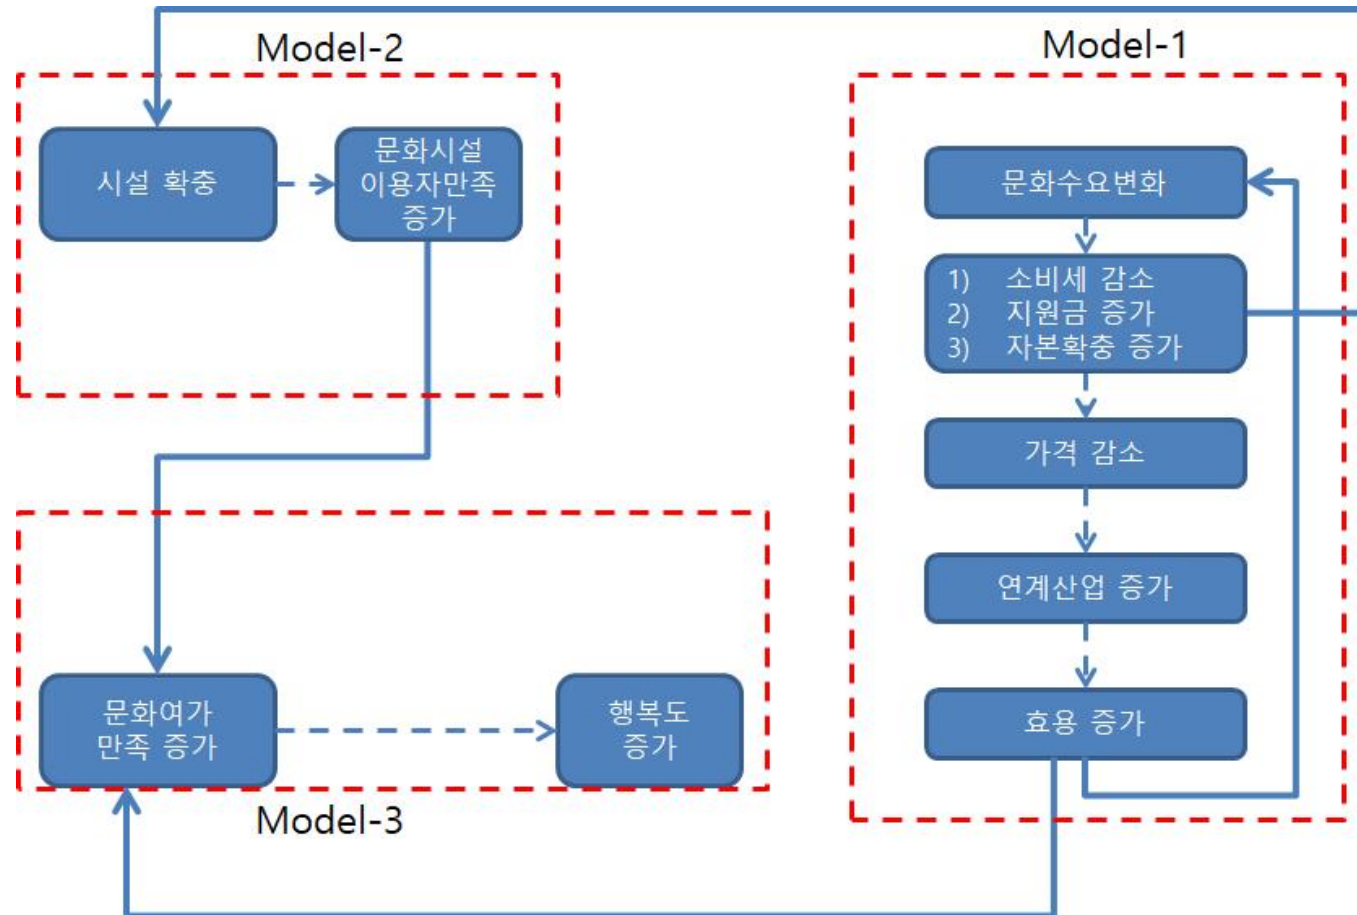 Model-2
시설 확충
문화시설
이용자만족
증가
Model-1
문화수요변화
1) 소비세 감소
2) 지원금 증가
3) 자본확충 증가
가격 감소
연계산업 증가
효용 증가
문화여가
만족 증가
행복도
증가
Model-3